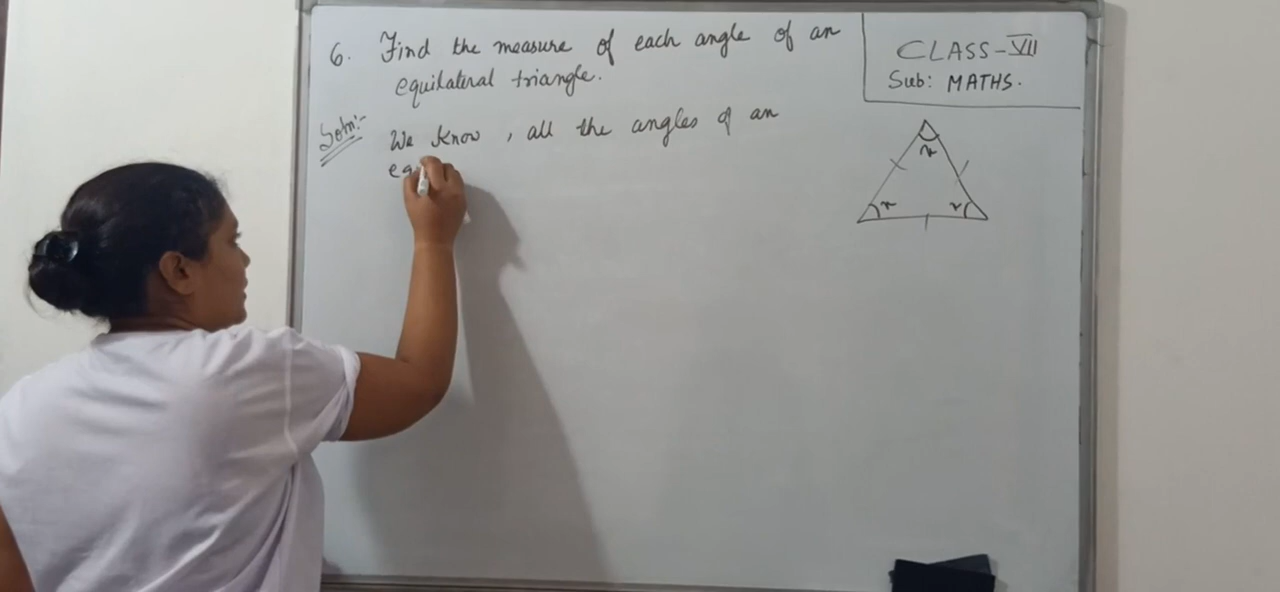 6. Find the measure of each angle of an
equilateral triangle.
CLASS-VII
Sub: MATHS.
Soln:-
We know, all the angles of an
eq
x
x
x